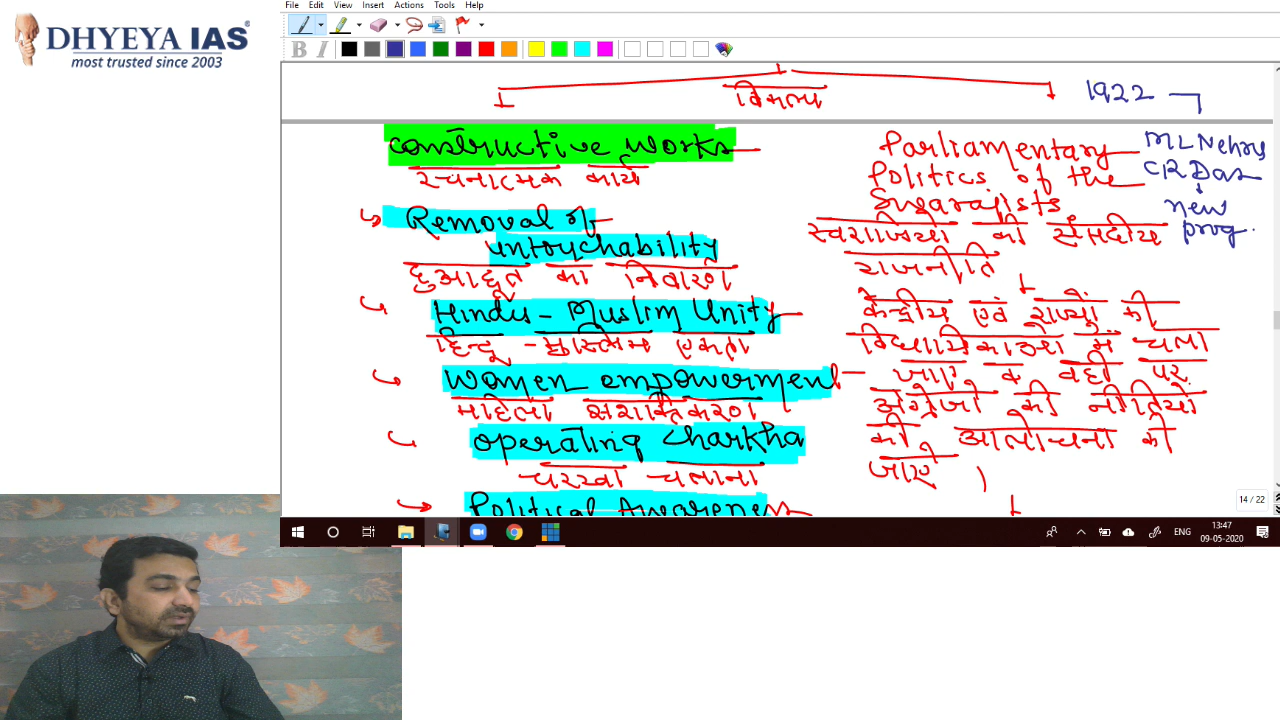 DHYEYA IAS®
most trusted since 2003
File Edit View Insert Actions Tools Help
B I
विकल्प
1922
constructive works
रचनात्मक कार्य
Removal of
untouchability
छुआछूत का निवारण
Hindu - Muslim Unity
हिन्दू - मुस्लिम एकता
Women empowerment
महिला सशक्तिकरण
operating Charkha
चरखा चलाना
Political Awareness
Parliamentary
Politics of the
Swarajists
स्वराजियों की संसदीय
राजनीति
केन्द्रीय एवं राज्यों की
विधायिकाओं में चला
जाए व वहाँ पर
अंग्रेजों की नीतियों
की आलोचना की
जाए ।
ML Nehru
CR Das
new
prog.
14 / 22
ENG
13:47
09-05-2020